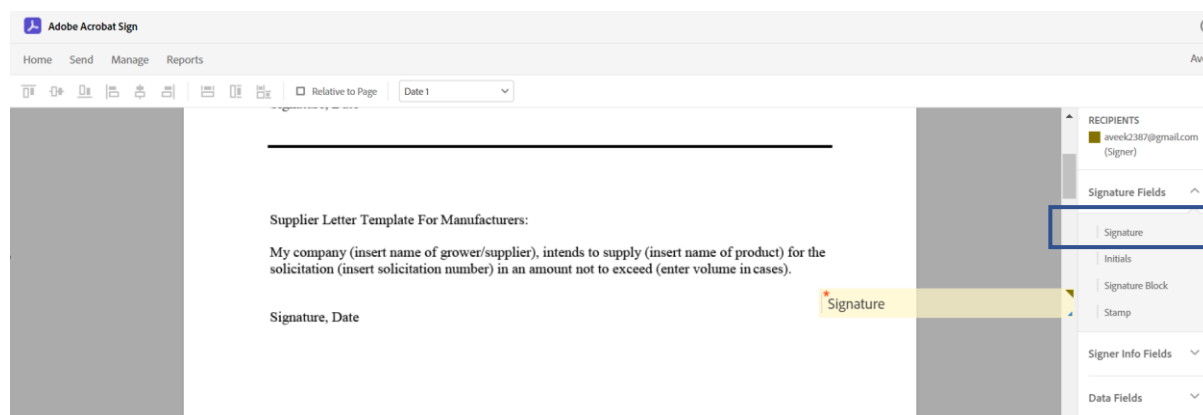 Adobe Acrobat Sign
Home Send Manage Reports
Relative to Page Date 1
RECIPIENTS
aveek2387@gmail.com
(Signer)
Signature Fields
Signature
Initials
Signature Block
Stamp
Signer Info Fields
Data Fields
Supplier Letter Template For Manufacturers:
My company (insert name of grower/supplier), intends to supply (insert name of product) for the
solicitation (insert solicitation number) in an amount not to exceed (enter volume in cases).
* Signature
Signature, Date